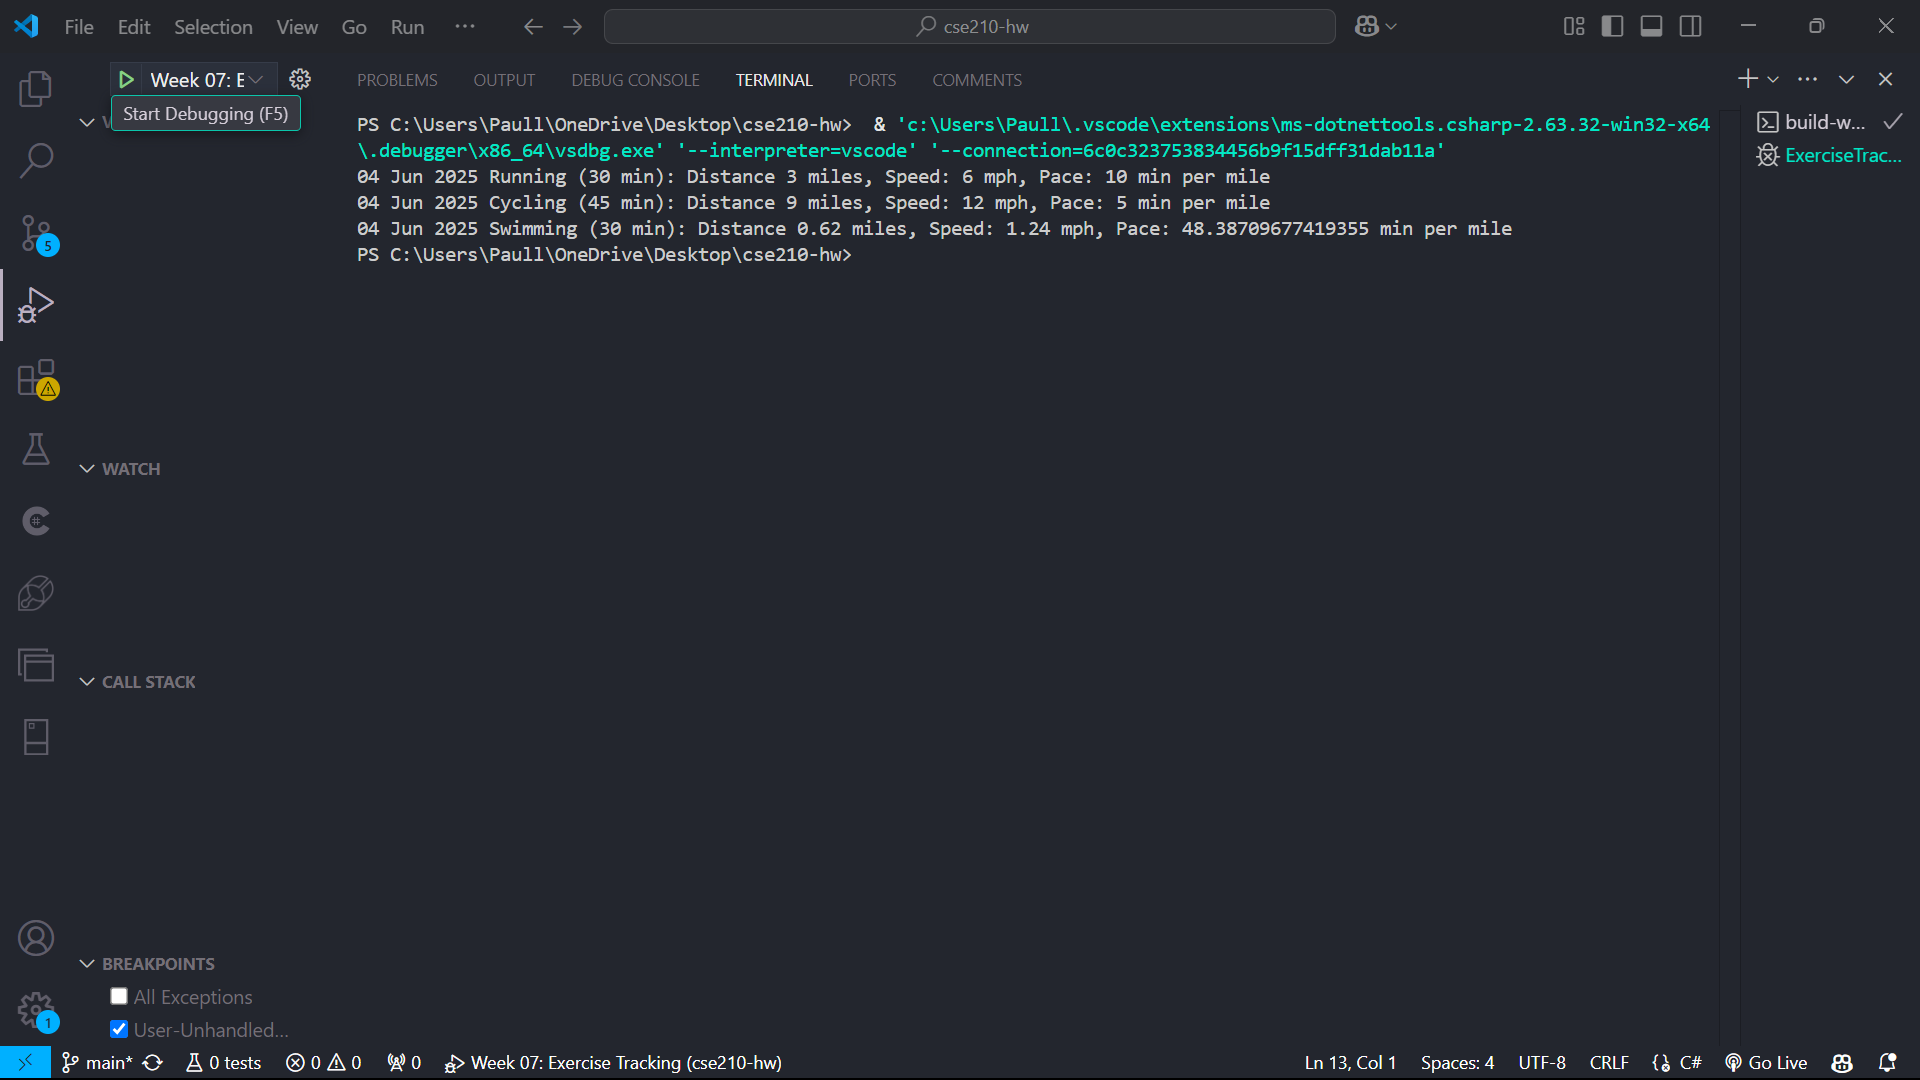 File Edit Selection View Go Run ···
cse210-hw
Week 07: E
PROBLEMS OUTPUT DEBUG CONSOLE TERMINAL PORTS COMMENTS
Start Debugging (F5)
PS C:\Users\Paull\OneDrive\Desktop\cse210-hw>  & 'c:\Users\Paull\.vscode\extensions\ms-dotnettools.csharp-2.63.32-win32-x64
\.debugger\x86_64\vsdbg.exe' '--interpreter=vscode' '--connection=6c0c323753834456b9f15dff31dab11a'
04 Jun 2025 Running (30 min): Distance 3 miles, Speed: 6 mph, Pace: 10 min per mile
04 Jun 2025 Cycling (45 min): Distance 9 miles, Speed: 12 mph, Pace: 5 min per mile
04 Jun 2025 Swimming (30 min): Distance 0.62 miles, Speed: 1.24 mph, Pace: 48.38709677419355 min per mile
PS C:\Users\Paull\OneDrive\Desktop\cse210-hw>
build-w...
ExerciseTrac...
5
WATCH
CALL STACK
BREAKPOINTS
All Exceptions
User-Unhandled...
1
main* 0 tests 0 0 0 Week 07: Exercise Tracking (cse210-hw) Ln 13, Col 1 Spaces: 4 UTF-8 CRLF C# Go Live